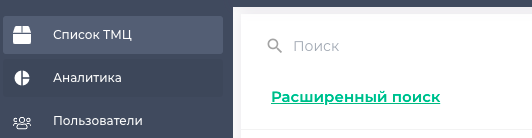 Список ТМЦ
Аналитика
Пользователи
Поиск
Расширенный поиск